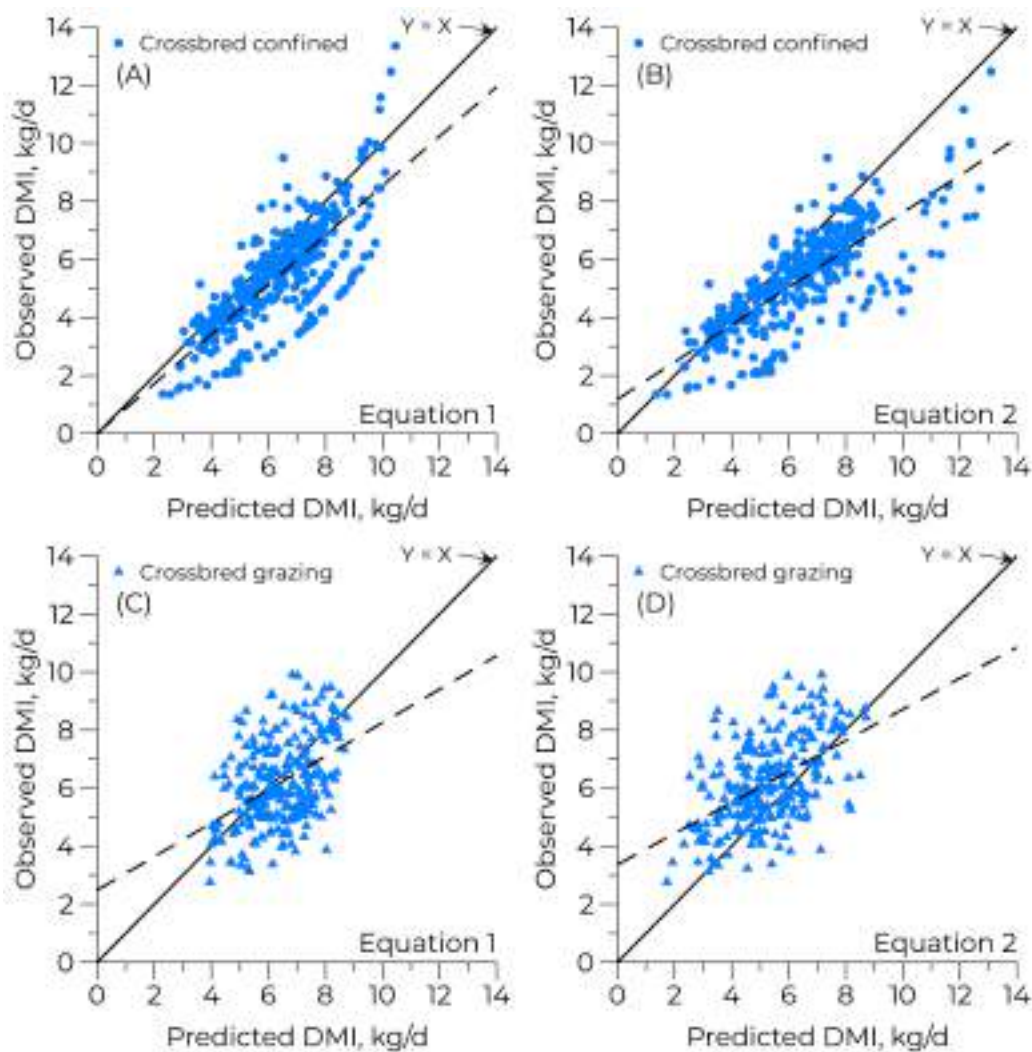 Y = X
Crossbred confined
(A)
Observed DMI, kg/d
14
12
10
8
6
4
2
0
Equation 1
0 2 4 6 8 10 12 14
Predicted DMI, kg/d
Y = X
Crossbred confined
(B)
Observed DMI, kg/d
14
12
10
8
6
4
2
0
Equation 2
0 2 4 6 8 10 12 14
Predicted DMI, kg/d
Y = X
Crossbred grazing
(C)
Observed DMI, kg/d
14
12
10
8
6
4
2
0
Equation 1
0 2 4 6 8 10 12 14
Predicted DMI, kg/d
Y = X
Crossbred grazing
(D)
Observed DMI, kg/d
14
12
10
8
6
4
2
0
Equation 2
0 2 4 6 8 10 12 14
Predicted DMI, kg/d